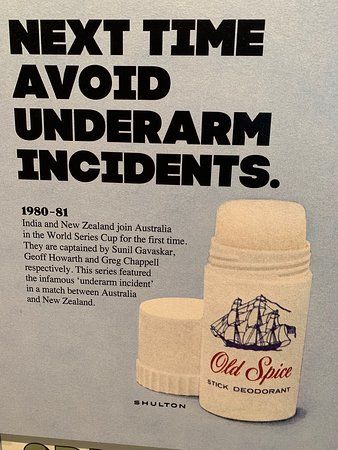 NEXT TIME
AVOID
UNDERARM
INCIDENTS.
1980-81
India and New Zealand join Australia
in the World Series Cup for the first time.
They are captained by Sunil Gavaskar,
Geoff Howarth and Greg Chappell
respectively. This series featured
the infamous ‘underarm incident’
in a match between Australia
and New Zealand.
Old Spice
STICK DEODORANT
SHULTON